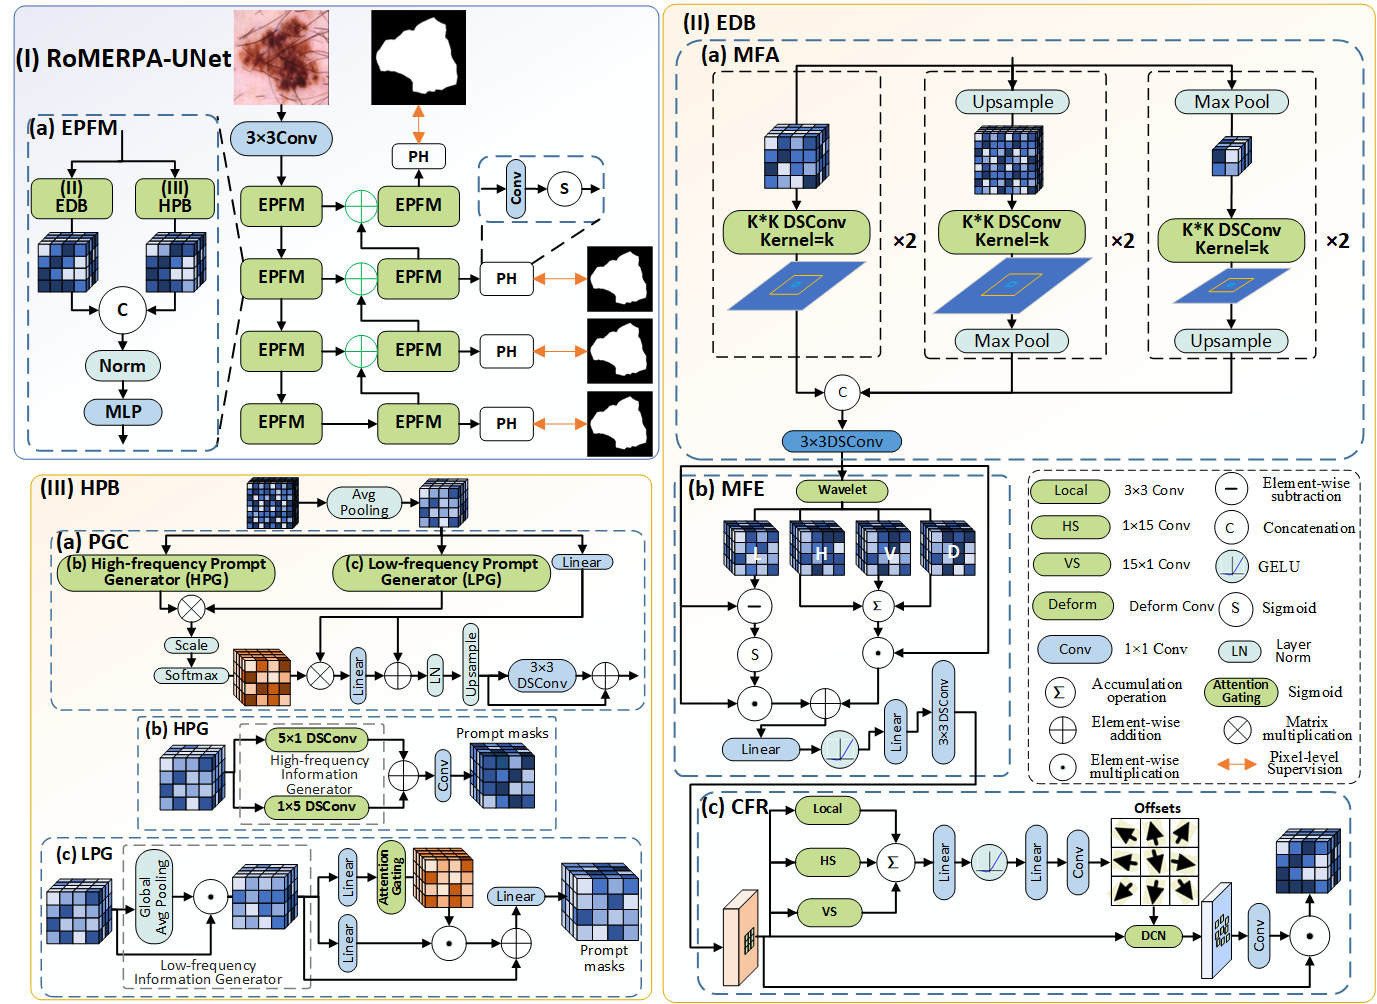 (I) RoMERPA-UNet
(a) EPFM
(II)
EDB
(III)
HPB
C
Norm
MLP
3×3Conv
EPFM
EPFM
PH
Conv
S
EPFM
EPFM
PH
EPFM
EPFM
PH
EPFM
EPFM
PH
(II) EDB
(a) MFA
Upsample
Max Pool
K*K DSConv
Kernel=k
×2
K*K DSConv
Kernel=k
×2
K*K DSConv
Kernel=k
×2
Max Pool
Upsample
C
3×3DSConv
(b) MFE
Wavelet
L
H
V
D
−
Σ
S
Linear
Linear
3×3 DSConv
Local
3×3 Conv
Element-wise
subtraction
HS
1×15 Conv
C
Concatenation
VS
15×1 Conv
GELU
Deform
Deform Conv
S
Sigmoid
Conv
1×1 Conv
LN
Layer
Norm
Σ
Accumulation
operation
Attention
Gating
Sigmoid
Element-wise
addition
Matrix
multiplication
Element-wise
multiplication
Pixel-level
Supervision
(c) CFR
Local
HS
VS
Σ
Linear
Linear
Conv
Offsets
DCN
Conv
(III) HPB
Avg
Pooling
(a) PGC
(b) High-frequency Prompt
Generator (HPG)
(c) Low-frequency Prompt
Generator (LPG)
Linear
Scale
Softmax
Linear
LN
Upsample
3×3
DSConv
(b) HPG
5×1 DSConv
High-frequency
Information
Generator
1×5 DSConv
Conv
Prompt masks
(c) LPG
Global
Avg Pooling
Low-frequency
Information Generator
Linear
Attention
Gating
Linear
Linear
Prompt
masks